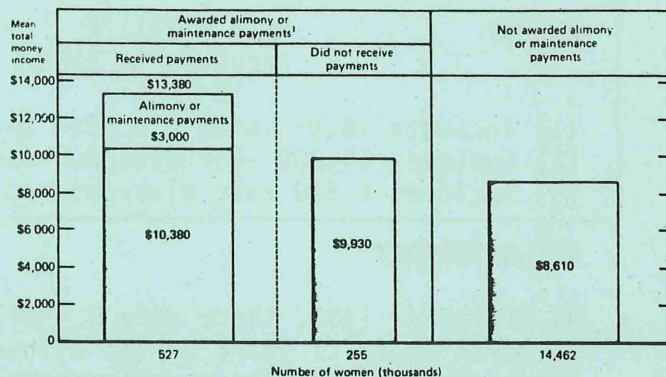 Mean
total
money
income
Awarded alimony or
maintenance payments¹
Not awarded alimony
or maintenance
payments
Received payments
Did not receive
payments
$14,000
$12,000
$10,000
$8,000
$6 000
$4,000
$2,000
0
$13,380
Alimony or
maintenance payments
$3,000
$10,380
$9,930
$8,610
527
255
14,462
Number of women (thousands)